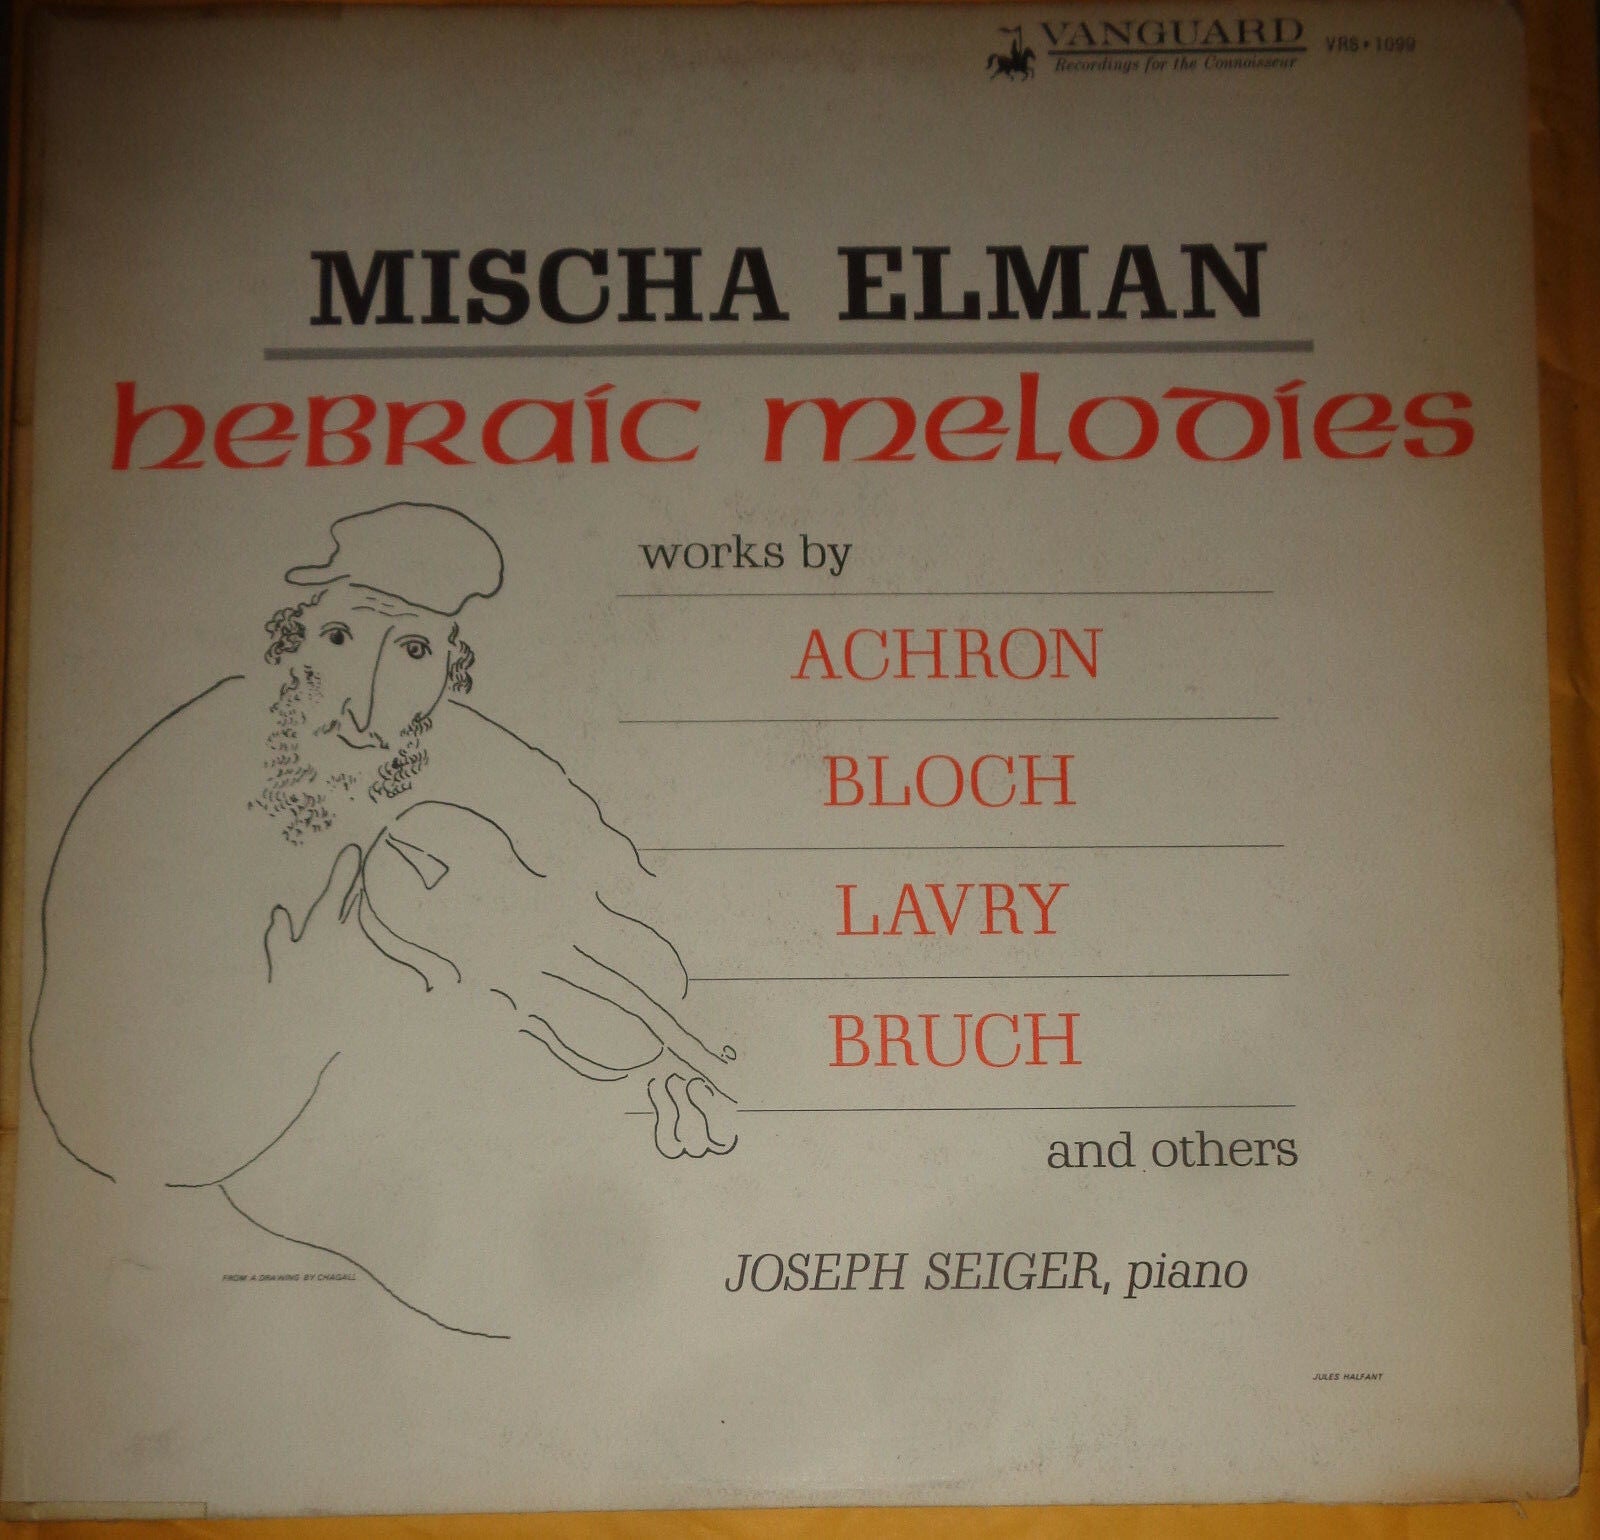 VANGUARD VRS • 1099
Recordings for the Connoisseur
MISCHA ELMAN
hebraic melodies
works by
ACHRON
BLOCH
LAVRY
BRUCH
and others
JOSEPH SEIGER, piano
FROM A DRAWING BY CHAGALL
JULES HALFANT